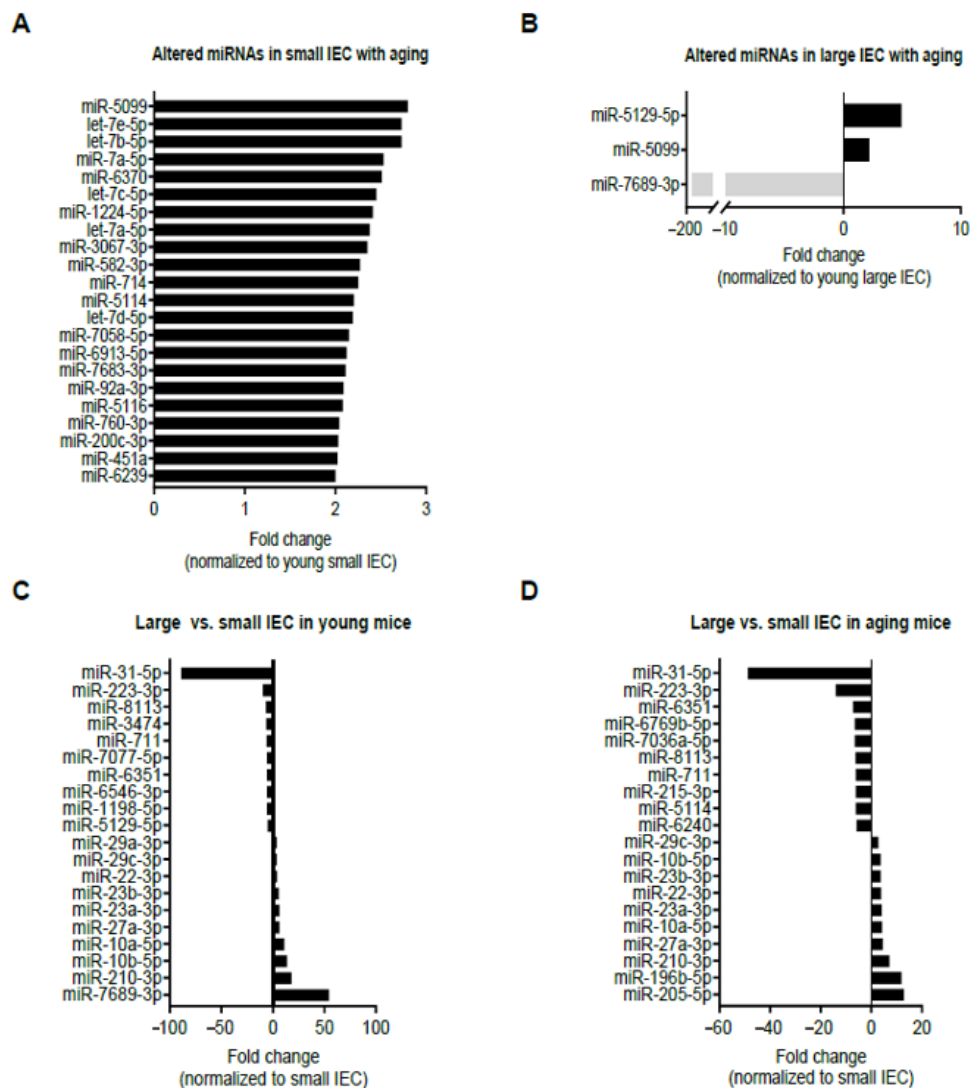 A
Altered miRNAs in small IEC with aging
miR-5099
let-7e-5p
let-7b-5p
miR-7a-5p
miR-6370
let-7c-5p
miR-1224-5p
let-7a-5p
miR-3067-3p
miR-582-3p
miR-714
miR-5114
let-7d-5p
miR-7058-5p
miR-6913-5p
miR-7683-3p
miR-92a-3p
miR-5116
miR-760-3p
miR-200c-3p
miR-451a
miR-6239
0 1 2 3
Fold change
(normalized to young small IEC)
B
Altered miRNAs in large IEC with aging
miR-5129-5p
miR-5099
miR-7689-3p
−200 −10 0 10
Fold change
(normalized to young large IEC)
C
Large vs. small IEC in young mice
miR-31-5p
miR-223-3p
miR-8113
miR-3474
miR-711
miR-7077-5p
miR-6351
miR-6546-3p
miR-1198-5p
miR-5129-5p
miR-29a-3p
miR-29c-3p
miR-22-3p
miR-23b-3p
miR-23a-3p
miR-27a-3p
miR-10a-5p
miR-10b-5p
miR-210-3p
miR-7689-3p
−100 −50 0 50 100
Fold change
(normalized to small IEC)
D
Large vs. small IEC in aging mice
miR-31-5p
miR-223-3p
miR-6351
miR-6769b-5p
miR-7036a-5p
miR-8113
miR-711
miR-215-3p
miR-5114
miR-6240
miR-29c-3p
miR-10b-5p
miR-23b-3p
miR-22-3p
miR-23a-3p
miR-10a-5p
miR-27a-3p
miR-210-3p
miR-196b-5p
miR-205-5p
−60 −40 −20 0 20
Fold change
(normalized to small IEC)